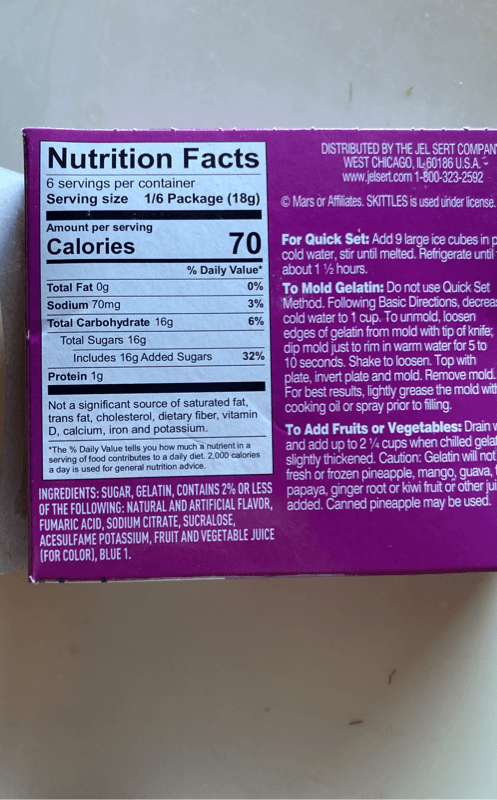 Nutrition Facts
6 servings per container
Serving size 1/6 Package (18g)
Amount per serving
Calories 70
% Daily Value*
Total Fat 0g 0%
Sodium 70mg 3%
Total Carbohydrate 16g 6%
Total Sugars 16g
Includes 16g Added Sugars 32%
Protein 1g
Not a significant source of saturated fat,
trans fat, cholesterol, dietary fiber, vitamin
D, calcium, iron and potassium.
*The % Daily Value tells you how much a nutrient in a
serving of food contributes to a daily diet. 2,000 calories
a day is used for general nutrition advice.
INGREDIENTS: SUGAR, GELATIN, CONTAINS 2% OR LESS
OF THE FOLLOWING: NATURAL AND ARTIFICIAL FLAVOR,
FUMARIC ACID, SODIUM CITRATE, SUCRALOSE,
ACESULFAME POTASSIUM, FRUIT AND VEGETABLE JUICE
(FOR COLOR), BLUE 1.
DISTRIBUTED BY THE JEL SERT COMPAN
WEST CHICAGO, IL 60186 U.S.A.
www.jelsert.com 1-800-323-2592
© Mars or Affiliates. SKITTLES is used under license.
For Quick Set: Add 9 large ice cubes in
cold water, stir until melted. Refrigerate until
about 1 ½ hours.
To Mold Gelatin: Do not use Quick Set
Method. Following Basic Directions, decrea
cold water to 1 cup. To unmold, loosen
edges of gelatin from mold with tip of knife;
dip mold just to rim in warm water for 5 to
10 seconds. Shake to loosen. Top with
plate, invert plate and mold. Remove mold.
For best results, lightly grease the mold with
cooking oil or spray prior to filling.
To Add Fruits or Vegetables: Drain
and add up to 2 ¼ cups when chilled gela
slightly thickened. Caution: Gelatin will not
fresh or frozen pineapple, mango, guava,
papaya, ginger root or kiwi fruit or other jui
added. Canned pineapple may be used.